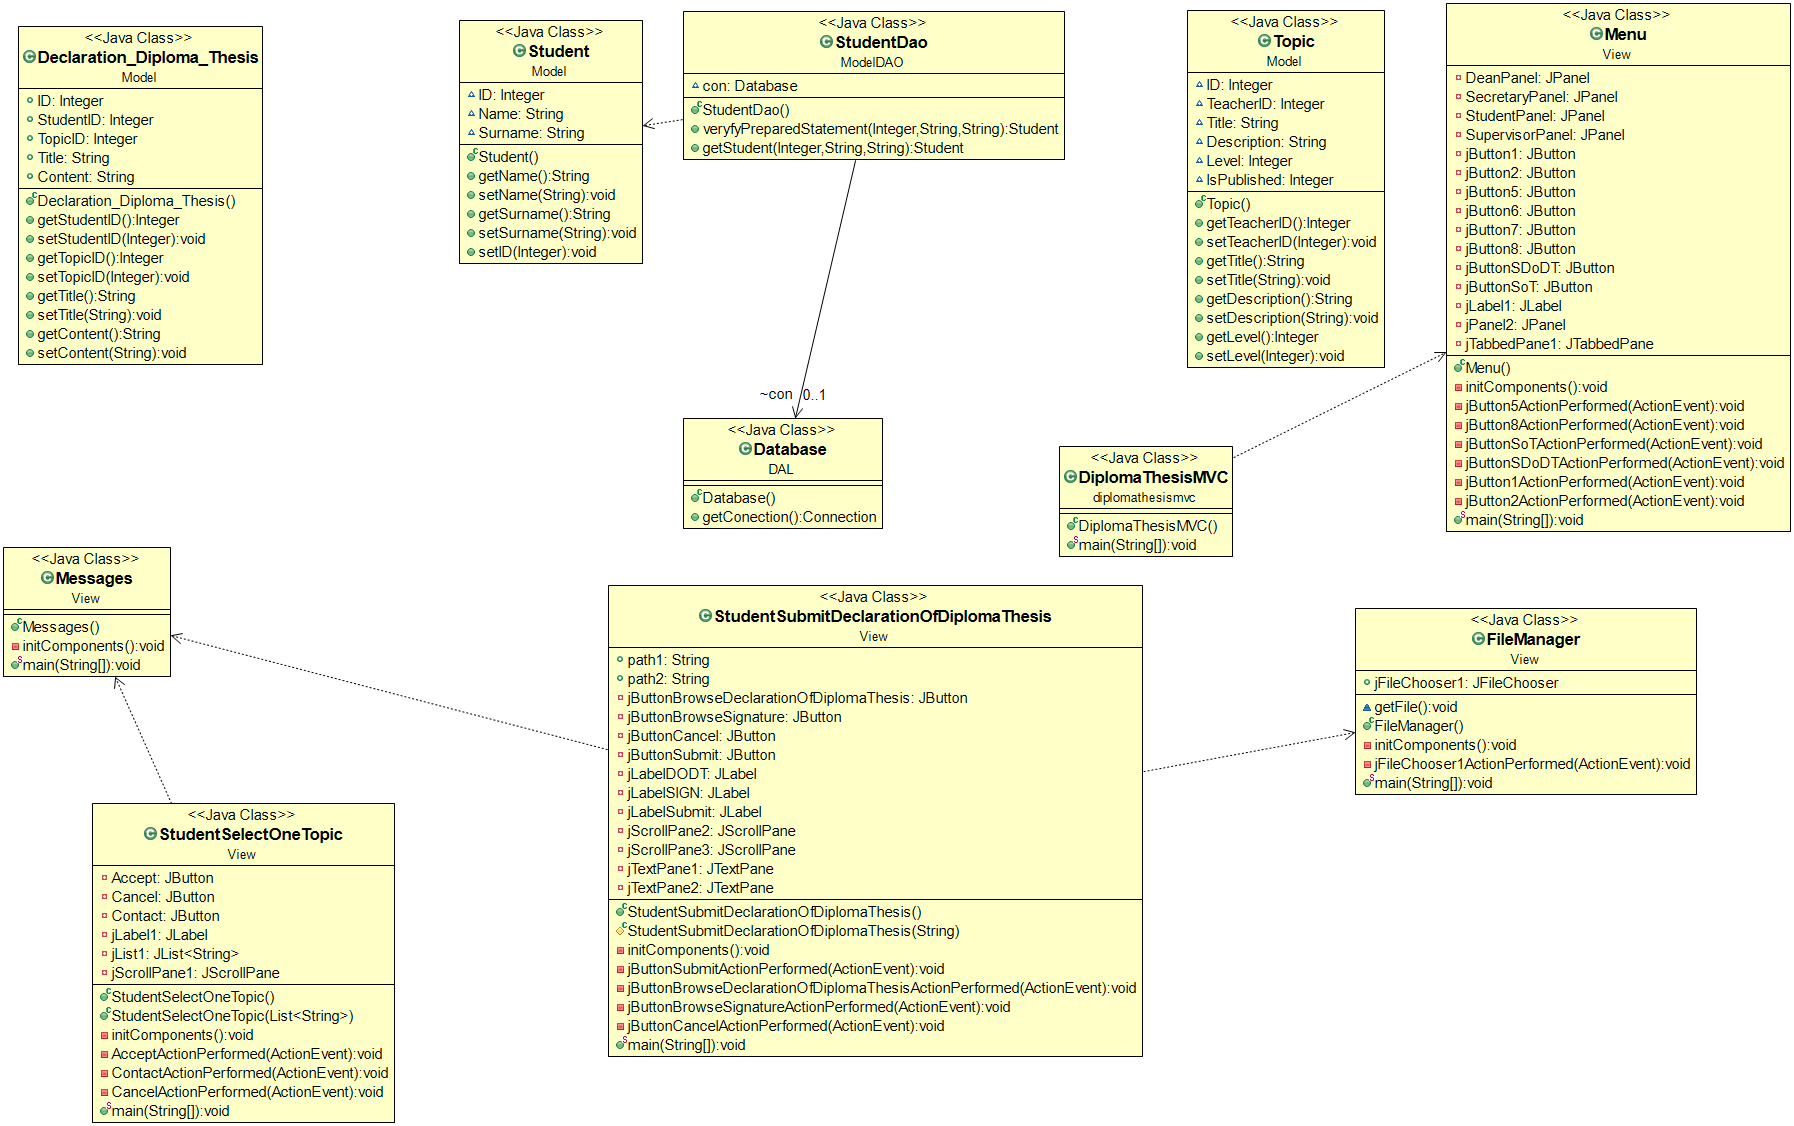 <<Java Class>>
Declaration_Diploma_Thesis
Model
ID: Integer
StudentID: Integer
TopicID: Integer
Title: String
Content: String
Declaration_Diploma_Thesis()
getStudentID():Integer
setStudentID(Integer):void
getTopicID():Integer
setTopicID(Integer):void
getTitle():String
setTitle(String):void
getContent():String
setContent(String):void
<<Java Class>>
Student
Model
ID: Integer
Name: String
Surname: String
Student()
getName():String
setName(String):void
getSurname():String
setSurname(String):void
setID(Integer):void
<<Java Class>>
StudentDao
ModelDAO
con: Database
StudentDao()
veryfyPreparedStatement(Integer,String,String):Student
getStudent(Integer,String,String):Student
<<Java Class>>
Topic
Model
ID: Integer
TeacherID: Integer
Title: String
Description: String
Level: Integer
IsPublished: Integer
Topic()
getTeacherID():Integer
setTeacherID(Integer):void
getTitle():String
setTitle(String):void
getDescription():String
setDescription(String):void
getLevel():Integer
setLevel(Integer):void
<<Java Class>>
Menu
View
DeanPanel: JPanel
SecretaryPanel: JPanel
StudentPanel: JPanel
SupervisorPanel: JPanel
jButton1: JButton
jButton2: JButton
jButton5: JButton
jButton6: JButton
jButton7: JButton
jButton8: JButton
jButtonSDoDT: JButton
jButtonSoT: JButton
jLabel1: JLabel
jPanel2: JPanel
jTabbedPane1: JTabbedPane
Menu()
initComponents():void
jButton5ActionPerformed(ActionEvent):void
jButton8ActionPerformed(ActionEvent):void
jButtonSoTActionPerformed(ActionEvent):void
jButtonSDoDTActionPerformed(ActionEvent):void
jButton1ActionPerformed(ActionEvent):void
jButton2ActionPerformed(ActionEvent):void
main(String[]):void
~con 0..1
<<Java Class>>
Database
DAL
Database()
getConection():Connection
<<Java Class>>
DiplomaThesisMVC
diplomathesismvc
DiplomaThesisMVC()
main(String[]):void
<<Java Class>>
Messages
View
Messages()
initComponents():void
main(String[]):void
<<Java Class>>
StudentSubmitDeclarationOfDiplomaThesis
View
path1: String
path2: String
jButtonBrowseDeclarationOfDiplomaThesis: JButton
jButtonBrowseSignature: JButton
jButtonCancel: JButton
jButtonSubmit: JButton
jLabelDODT: JLabel
jLabelSIGN: JLabel
jLabelSubmit: JLabel
jScrollPane2: JScrollPane
jScrollPane3: JScrollPane
jTextPane1: JTextPane
jTextPane2: JTextPane
StudentSubmitDeclarationOfDiplomaThesis()
StudentSubmitDeclarationOfDiplomaThesis(String)
initComponents():void
jButtonSubmitActionPerformed(ActionEvent):void
jButtonBrowseDeclarationOfDiplomaThesisActionPerformed(ActionEvent):void
jButtonBrowseSignatureActionPerformed(ActionEvent):void
jButtonCancelActionPerformed(ActionEvent):void
main(String[]):void
<<Java Class>>
FileManager
View
jFileChooser1: JFileChooser
getFile():void
FileManager()
initComponents():void
jFileChooser1ActionPerformed(ActionEvent):void
main(String[]):void
<<Java Class>>
StudentSelectOneTopic
View
Accept: JButton
Cancel: JButton
Contact: JButton
jLabel1: JLabel
jList1: JList<String>
jScrollPane1: JScrollPane
StudentSelectOneTopic()
StudentSelectOneTopic(List<String>)
initComponents():void
AcceptActionPerformed(ActionEvent):void
ContactActionPerformed(ActionEvent):void
CancelActionPerformed(ActionEvent):void
main(String[]):void